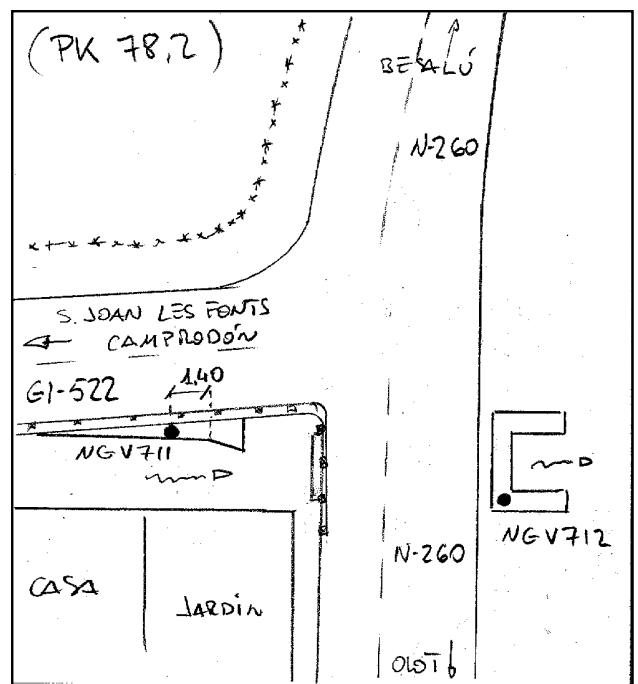 (PK 78,2)
BESALÚ
N-260
S. JOAN LES FONTS
CAMPRODÓN
GI-522
1,40
NGV711
NGV712
N-260
CASA
JARDÍN
OLOT